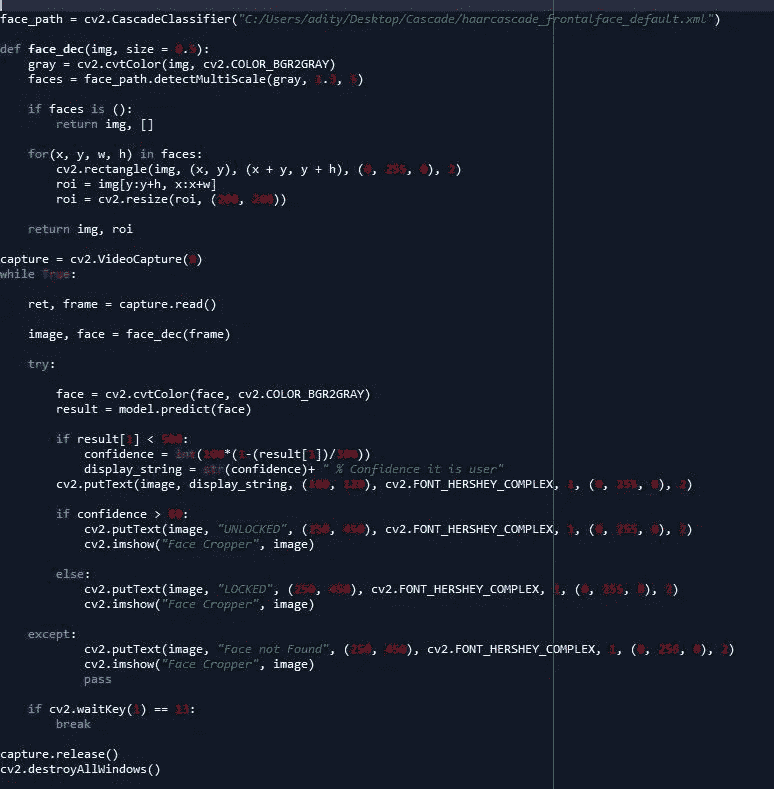 face_path = cv2.CascadeClassifier("C:/Users/adity/Desktop/Cascade/haarcascade_frontalface_default.xml")
def face_dec(img, size = 0.5):
gray = cv2.cvtColor(img, cv2.COLOR_BGR2GRAY)
faces = face_path.detectMultiScale(gray, 1.3, 5)
if faces is ():
return img, []
for(x, y, w, h) in faces:
cv2.rectangle(img, (x, y), (x + y, y + h), (0, 255, 0), 2)
roi = img[y:y+h, x:x+w]
roi = cv2.resize(roi, (200, 200))
return img, roi
capture = cv2.VideoCapture(0)
while True:
ret, frame = capture.read()
image, face = face_dec(frame)
try:
face = cv2.cvtColor(face, cv2.COLOR_BGR2GRAY)
result = model.predict(face)
if result[1] < 500:
confidence = int(100*(1-(result[1])/300))
display_string = str(confidence)+ " % Confidence it is user"
cv2.putText(image, display_string, (100, 120), cv2.FONT_HERSHEY_COMPLEX, 1, (0, 255, 0), 2)
if confidence >
cv2.putText(image, "UNLOCKED", (250, 450), cv2.FONT_HERSHEY_COMPLEX, 1, (0, 255, 0), 2)
cv2.imshow("Face Cropper", image)
else:
cv2.putText(image, "LOCKED", (250, 450), cv2.FONT_HERSHEY_COMPLEX, 1, (0, 255, 0), 2)
cv2.imshow("Face Cropper", image)
except:
cv2.putText(image, "Face not Found", (250, 450), cv2.FONT_HERSHEY_COMPLEX, 1, (0, 256, 0), 2)
cv2.imshow("Face Cropper", image)
pass
if cv2.waitKey(1) == 13:
break
capture.release()
cv2.destroyAllWindows()